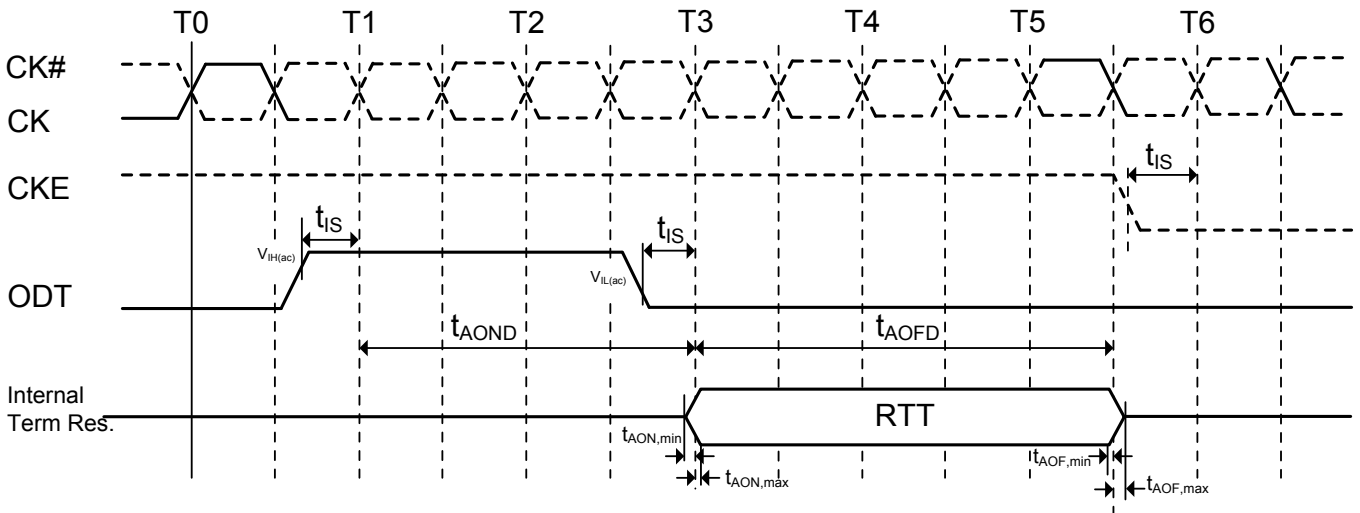 T0 T1 T2 T3 T4 T5 T6
CK#
CK
CKE
tIS
tIS
tIS
VIH(ac)
VIL(ac)
ODT
tAOND
tAOFD
Internal
Term Res.
RTT
tAON,min
tAOF,min
tAON,max
tAOF,max